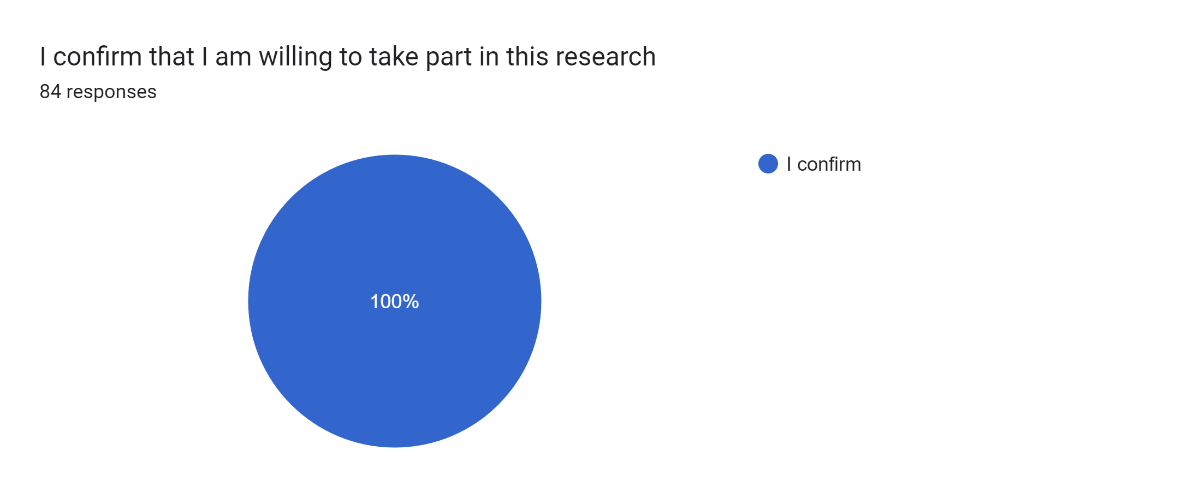 I confirm that I am willing to take part in this research
84 responses
I confirm
100%